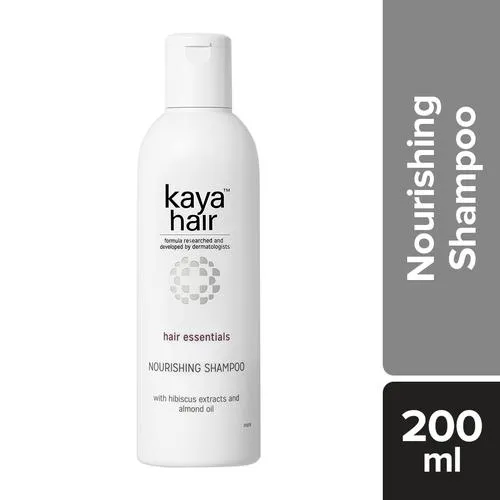 kaya™
hair
formula researched and
developed by dermatologists
hair essentials
NOURISHING SHAMPOO
with hibiscus extracts and
almond oil
Nourishing
Shampoo
200
ml